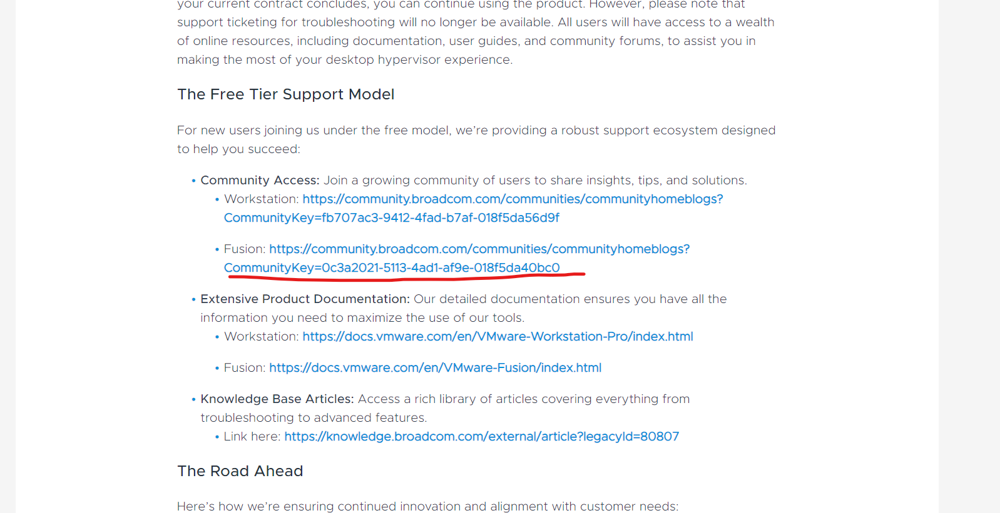 your current contract concludes, you can continue using the product. However, please note that
support ticketing for troubleshooting will no longer be available. All users will have access to a wealth
of online resources, including documentation, user guides, and community forums, to assist you in
making the most of your desktop hypervisor experience.
The Free Tier Support Model
For new users joining us under the free model, we’re providing a robust support ecosystem designed
to help you succeed:
• Community Access: Join a growing community of users to share insights, tips, and solutions.
• Workstation: https://community.broadcom.com/communities/communityhomeblogs?
CommunityKey=fb707ac3-9412-4fad-b7af-018f5da56d9f
• Fusion: https://community.broadcom.com/communities/communityhomeblogs?
CommunityKey=0c3a2021-5113-4ad1-af9e-018f5da40bc0
• Extensive Product Documentation: Our detailed documentation ensures you have all the
information you need to maximize the use of our tools.
• Workstation: https://docs.vmware.com/en/VMware-Workstation-Pro/index.html
• Fusion: https://docs.vmware.com/en/VMware-Fusion/index.html
• Knowledge Base Articles: Access a rich library of articles covering everything from
troubleshooting to advanced features.
• Link here: https://knowledge.broadcom.com/external/article?legacyId=80807
The Road Ahead
Here’s how we’re ensuring continued innovation and alignment with customer needs: